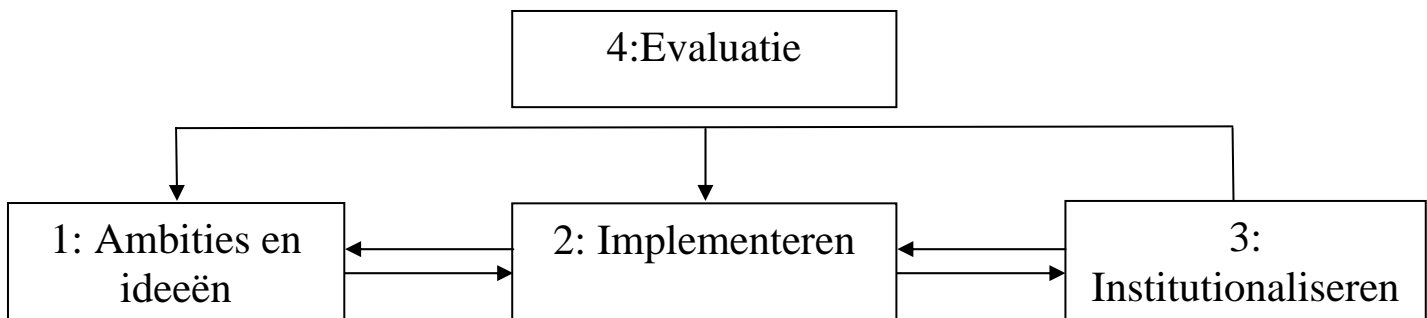 4:Evaluatie
1: Ambities en
ideeën
2: Implementeren
3:
Institutionaliseren